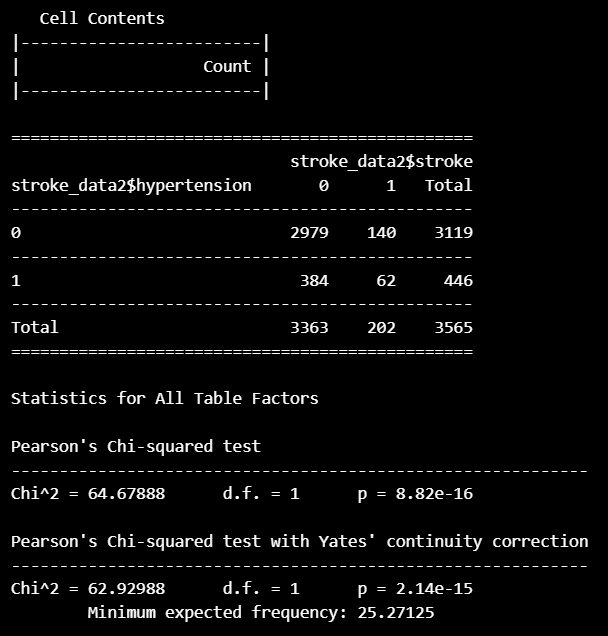 Cell Contents
|-------------------------|
|                   Count |
|-------------------------|

================================================
                             stroke_data2$stroke
stroke_data2$hypertension       0      1   Total
------------------------------------------------
0                            2979    140    3119
------------------------------------------------
1                             384     62     446
------------------------------------------------
Total                        3363    202    3565
================================================

Statistics for All Table Factors

Pearson's Chi-squared test
------------------------------------------------------------
Chi^2 = 64.67888      d.f. = 1      p = 8.82e-16

Pearson's Chi-squared test with Yates' continuity correction
------------------------------------------------------------
Chi^2 = 62.92988      d.f. = 1      p = 2.14e-15
        Minimum expected frequency: 25.27125